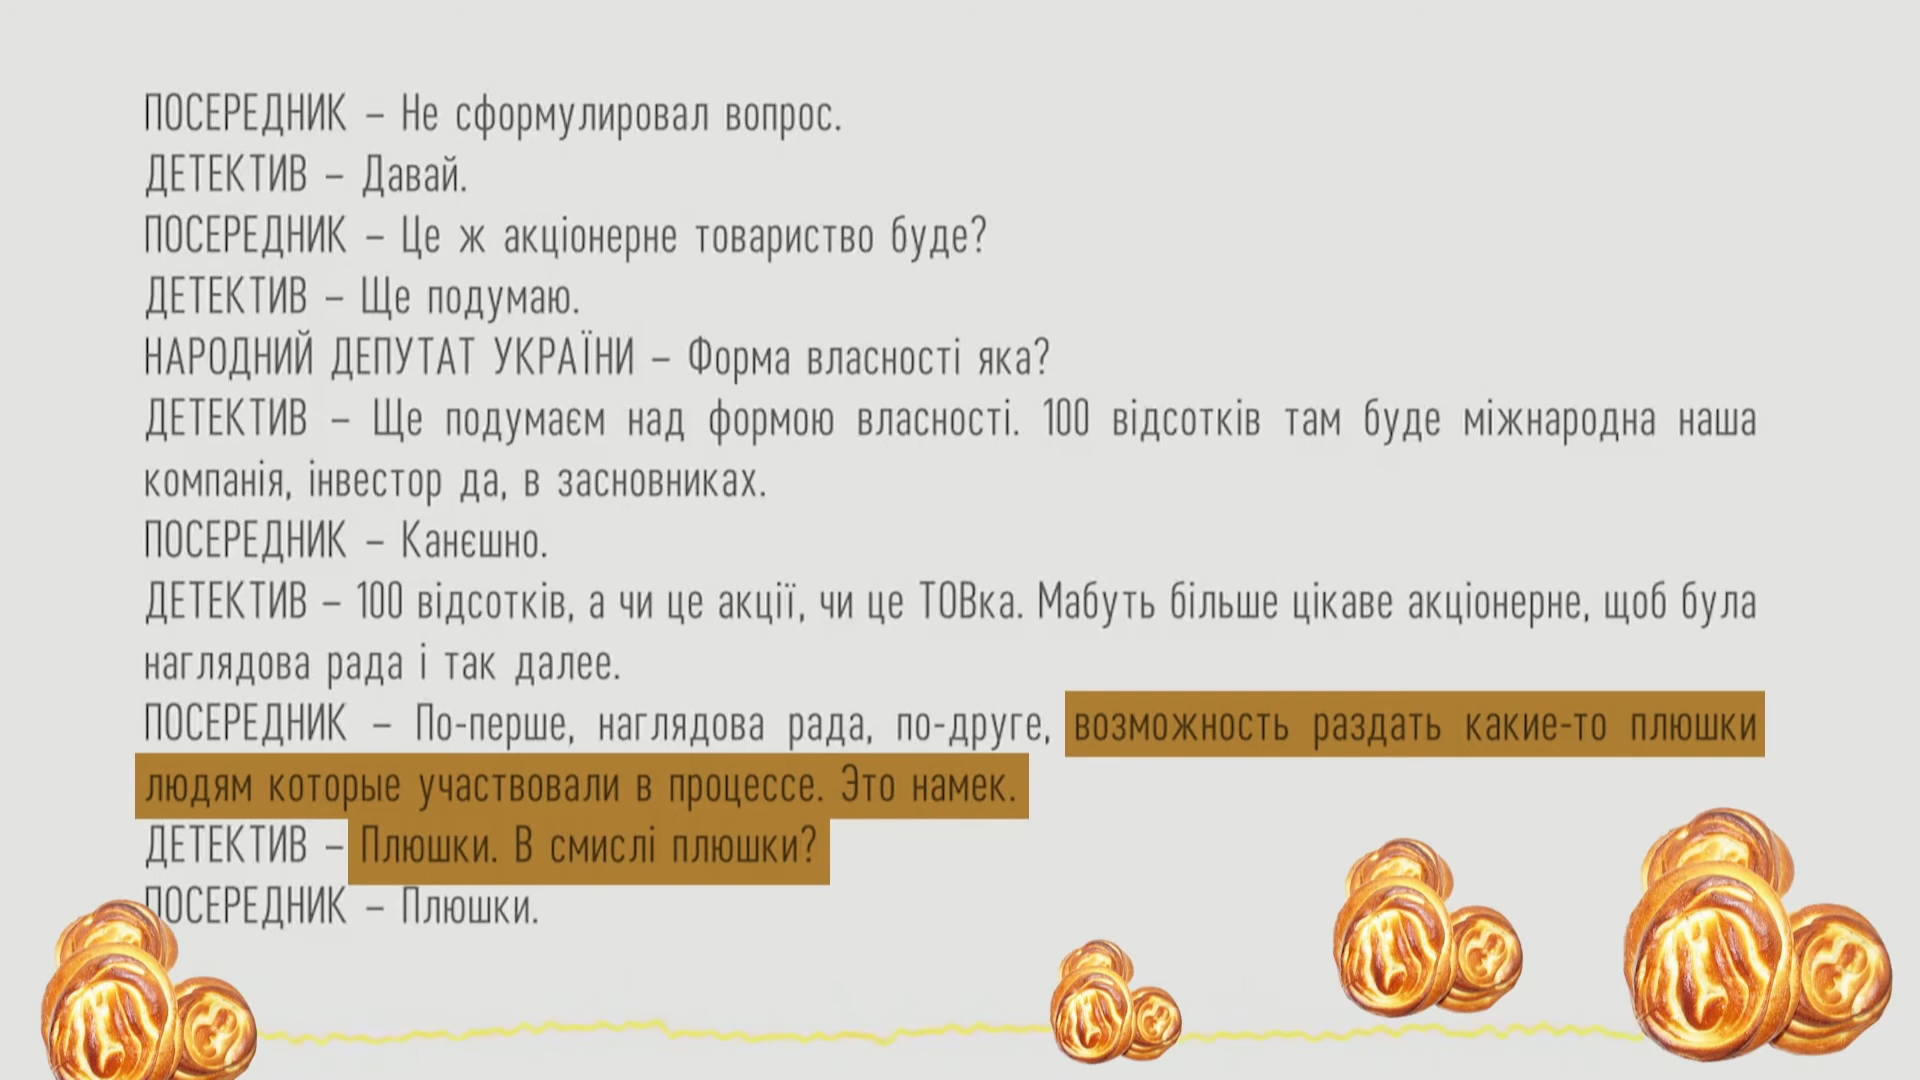 ПОСЕРЕДНИК – Не сформулировал вопрос.
ДЕТЕКТИВ – Давай.
ПОСЕРЕДНИК – Це ж акціонерне товариство буде?
ДЕТЕКТИВ – Ще подумаю.
НАРОДНИЙ ДЕПУТАТ УКРАЇНИ – Форма власності яка?
ДЕТЕКТИВ – Ще подумаєм над формою власності. 100 відсотків там буде міжнародна наша
компанія, інвестор да, в засновниках.
ПОСЕРЕДНИК – Канєшно.
ДЕТЕКТИВ – 100 відсотків, а чи це акції, чи це ТОВка. Мабуть більше цікаве акціонерне, щоб була
наглядова рада і так далее.
ПОСЕРЕДНИК – По-перше, наглядова рада, по-друге, возможность раздать какие-то плюшки
людям которые участвовали в процессе. Это намек.
ДЕТЕКТИВ – Плюшки. В смислі плюшки?
ПОСЕРЕДНИК – Плюшки.